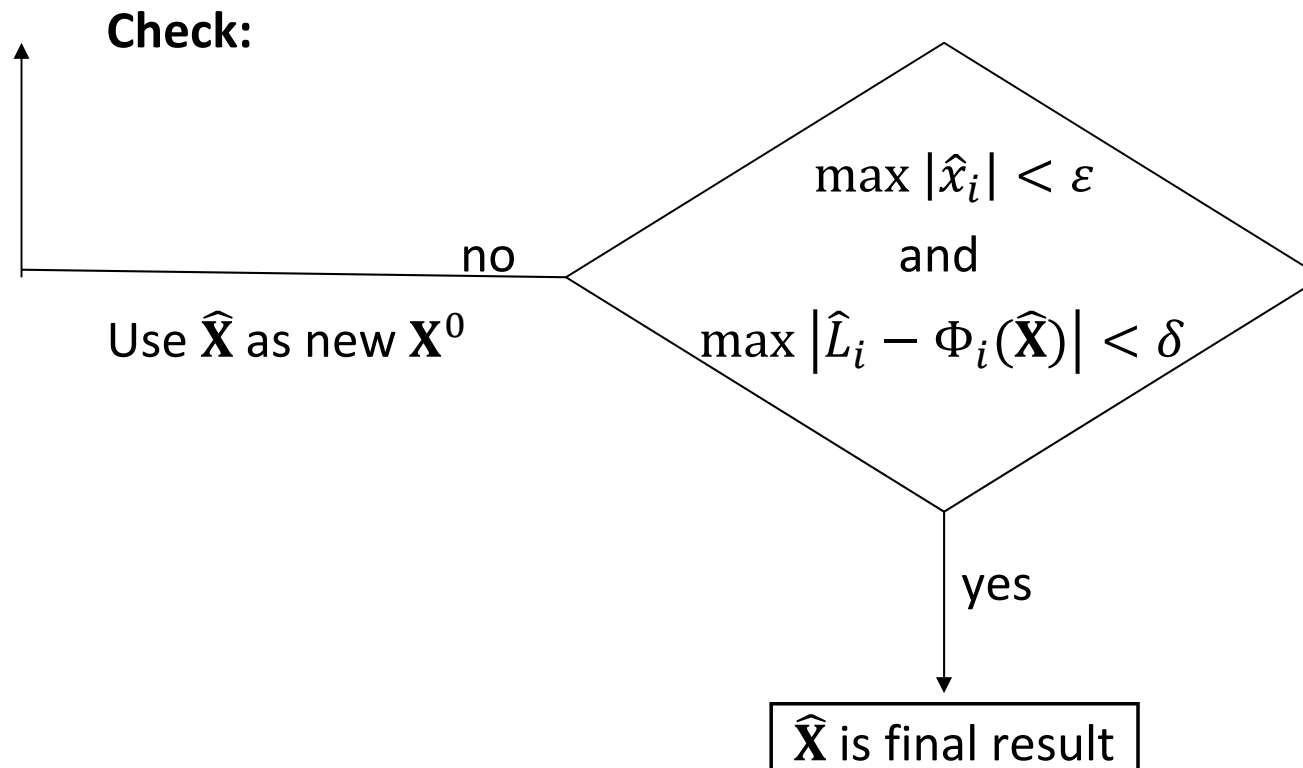 Check:
max |x̂ᵢ| < ε
no
and
Use X̂ as new X⁰
max |L̂ᵢ − Φᵢ(X̂)| < δ
yes
X̂ is final result